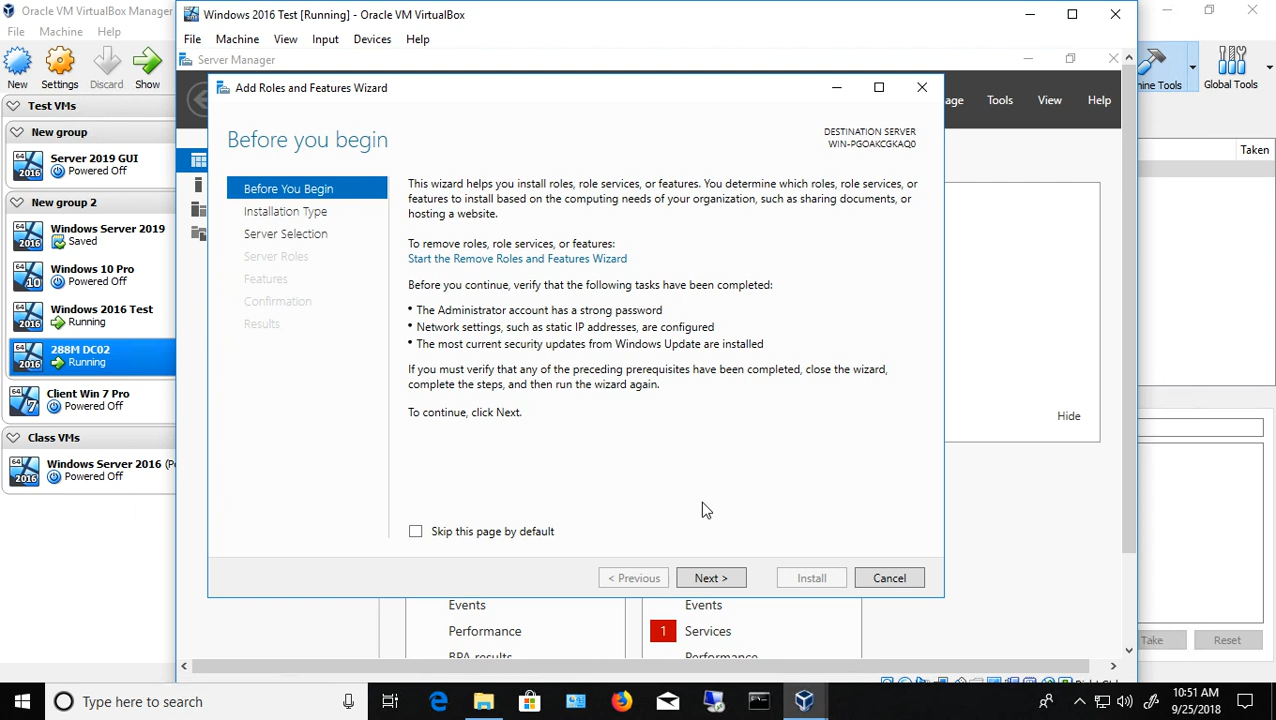 Oracle VM VirtualBox Manager
File Machine Help
New Settings Discard Show
Test VMs
New group
Server 2019 GUI
Powered Off
New group 2
Windows Server 2019
Saved
Windows 10 Pro
Powered Off
Windows 2016 Test
Running
288M DC02
Running
Client Win 7 Pro
Powered Off
Class VMs
Windows Server 2016 (P
Powered Off
Windows 2016 Test [Running] - Oracle VM VirtualBox
File Machine View Input Devices Help
Server Manager
Tools View Help
Add Roles and Features Wizard
Before you begin
DESTINATION SERVER
WIN-PGOAKCGKAQ0
Before You Begin
Installation Type
Server Selection
Server Roles
Features
Confirmation
Results
This wizard helps you install roles, role services, or features. You determine which roles, role services, or
features to install based on the computing needs of your organization, such as sharing documents, or
hosting a website.
To remove roles, role services, or features:
Start the Remove Roles and Features Wizard
Before you continue, verify that the following tasks have been completed:
• The Administrator account has a strong password
• Network settings, such as static IP addresses, are configured
• The most current security updates from Windows Update are installed
If you must verify that any of the preceding prerequisites have been completed, close the wizard,
complete the steps, and then run the wizard again.
To continue, click Next.
Skip this page by default
< Previous Next > Install Cancel
Hide
Events
Performance
BPA results
Events
1 Services
Performance
Global Tools
Taken
Take Reset
Type here to search
10:51 AM
9/25/2018